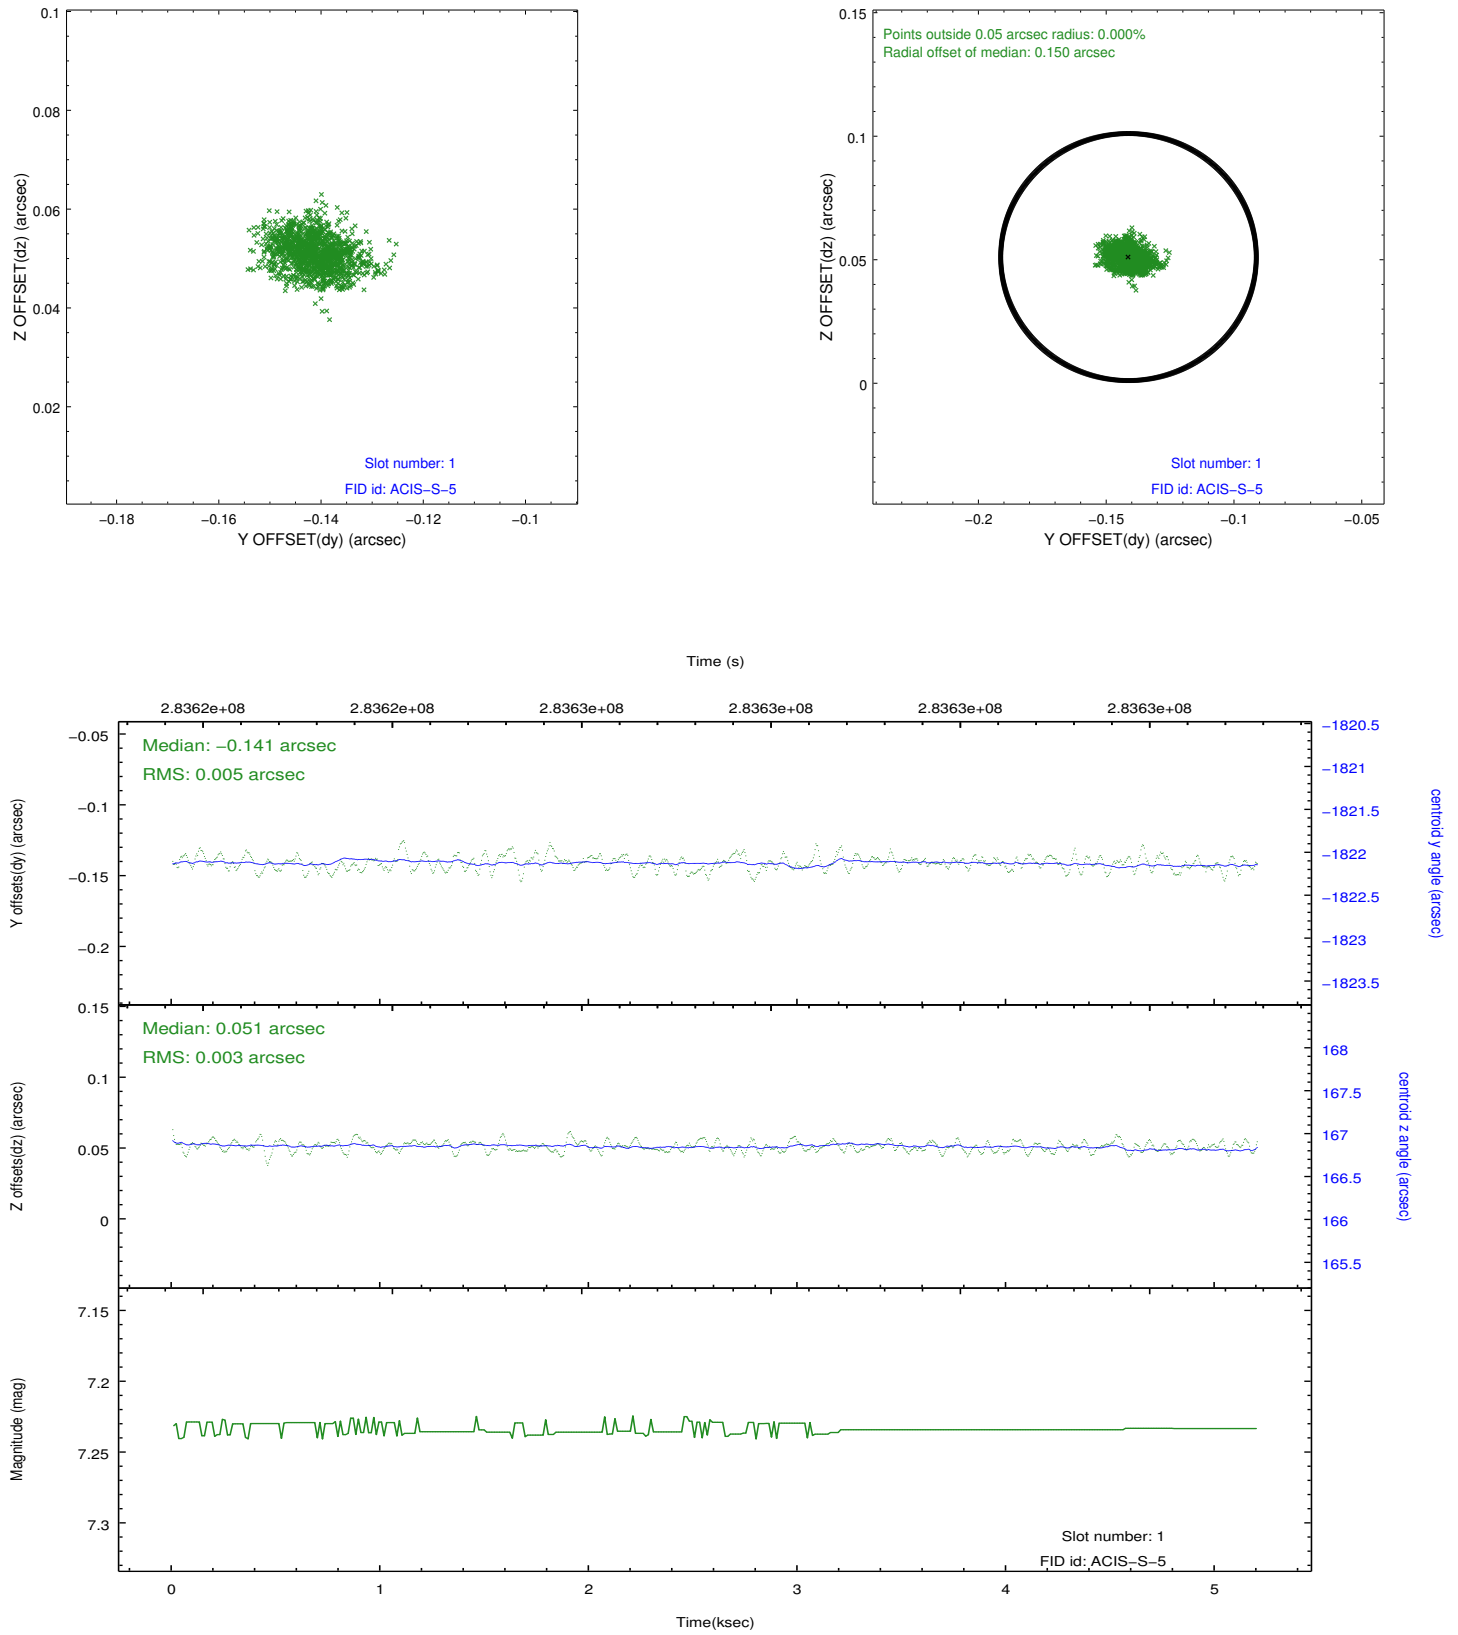 0.1
0.08
0.06
0.04
0.02
Z OFFSET(dz) (arcsec)
Slot number: 1
FID id: ACIS−S−5
−0.18 −0.16 −0.14 −0.12 −0.1
Y OFFSET(dy) (arcsec)
0.15
0.1
0.05
0
Z OFFSET(dz) (arcsec)
Points outside 0.05 arcsec radius: 0.000%
Radial offset of median: 0.150 arcsec
Slot number: 1
FID id: ACIS−S−5
−0.2 −0.15 −0.1 −0.05
Y OFFSET(dy) (arcsec)
Time (s)
2.8362e+08 2.8362e+08 2.8363e+08 2.8363e+08 2.8363e+08 2.8363e+08
−0.05
−0.1
−0.15
−0.2
Y offsets(dy) (arcsec)
Median: −0.141 arcsec
RMS: 0.005 arcsec
−1820.5
−1821
−1821.5
−1822
−1822.5
−1823
−1823.5
centroid y angle (arcsec)
0.15
0.1
0.05
0
Z offsets(dz) (arcsec)
Median: 0.051 arcsec
RMS: 0.003 arcsec
168
167.5
167
166.5
166
165.5
centroid z angle (arcsec)
7.15
7.2
7.25
7.3
Magnitude (mag)
Slot number: 1
FID id: ACIS−S−5
0 1 2 3 4 5
Time(ksec)